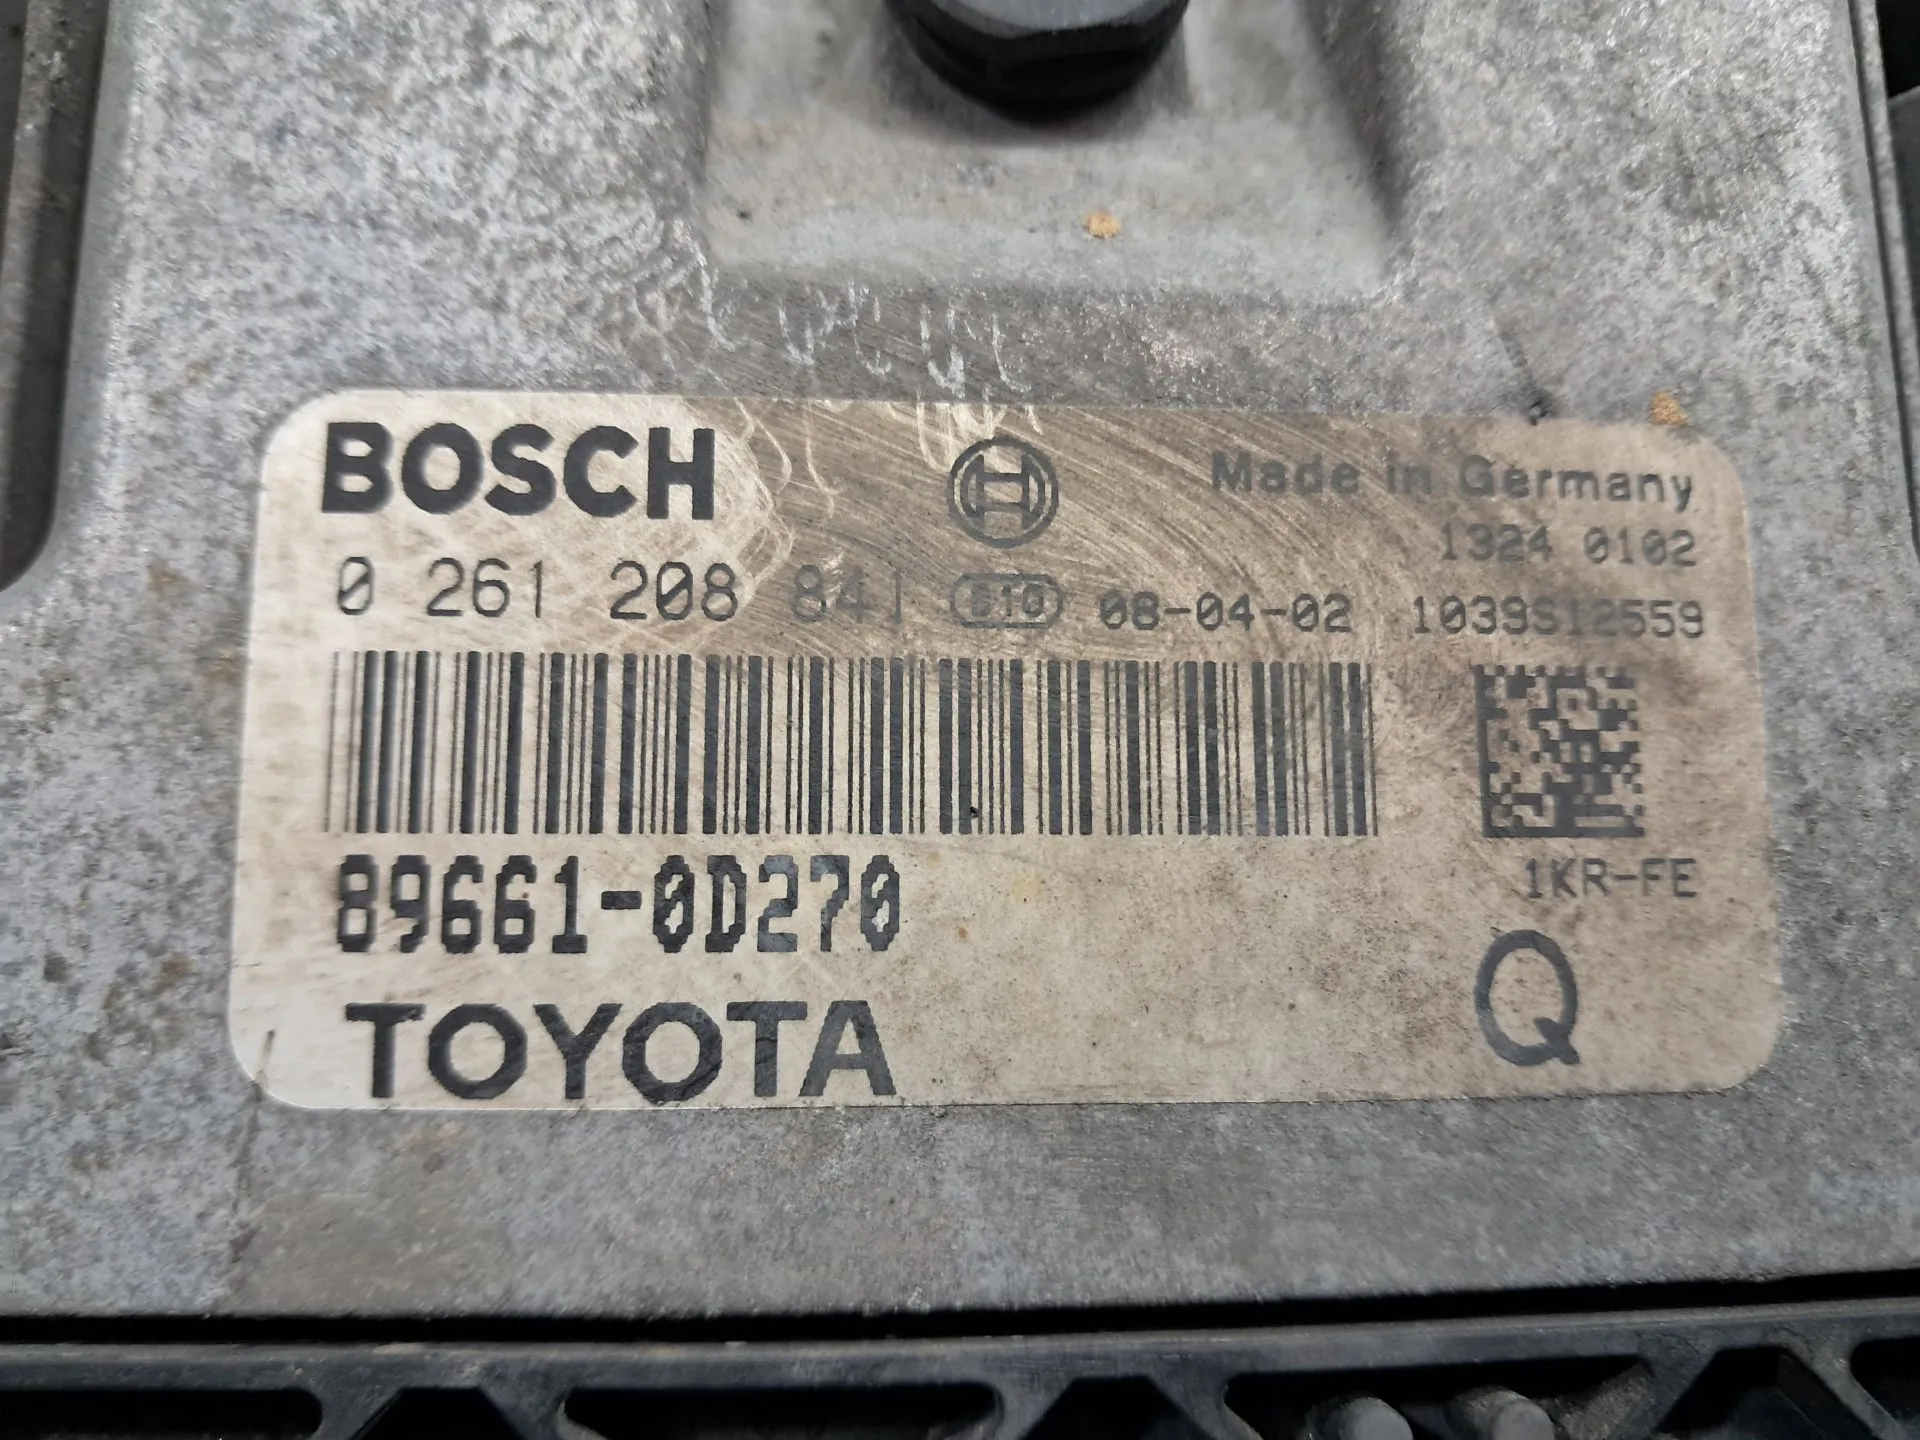 BOSCH
Made in Germany
1324 0102
0 261 208 841 610 08-04-02 1039S12559
89661-0D270
1KR-FE
TOYOTA
Q